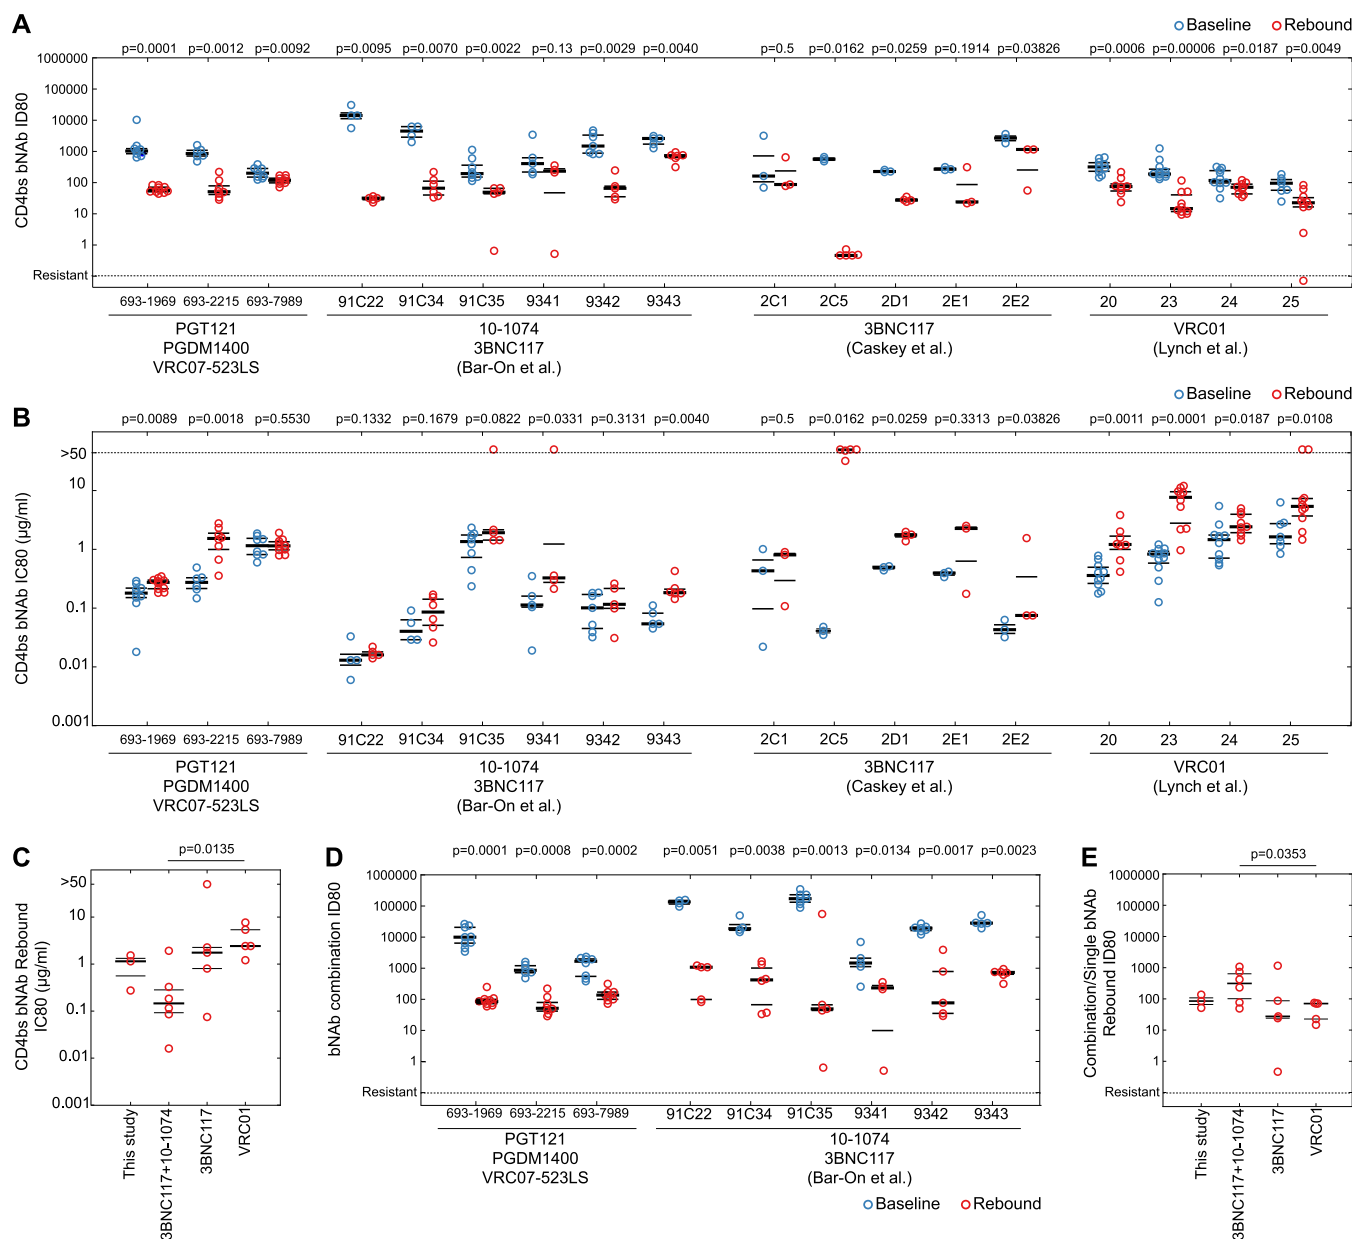 A
Baseline Rebound
p=0.0001 p=0.0012 p=0.0092 p=0.0095 p=0.0070 p=0.0022 p=0.13 p=0.0029 p=0.0040 p=0.5 p=0.0162 p=0.0259 p=0.1914 p=0.03826 p=0.0006 p=0.00006 p=0.0187 p=0.0049
CD4bs bNAb ID80
1000000
100000
10000
1000
100
10
1
Resistant
693-1969 693-2215 693-7989 91C22 91C34 91C35 9341 9342 9343 2C1 2C5 2D1 2E1 2E2 20 23 24 25
PGT121
PGDM1400
VRC07-523LS
10-1074
3BNC117
(Bar-On et al.)
3BNC117
(Caskey et al.)
VRC01
(Lynch et al.)
Baseline Rebound
B
p=0.0089 p=0.0018 p=0.5530 p=0.1332 p=0.1679 p=0.0822 p=0.0331 p=0.3131 p=0.0040 p=0.5 p=0.0162 p=0.0259 p=0.3313 p=0.03826 p=0.0011 p=0.0001 p=0.0187 p=0.0108
CD4bs bNAb IC80 (μg/ml)
>50
10
1
0.1
0.01
0.001
693-1969 693-2215 693-7989 91C22 91C34 91C35 9341 9342 9343 2C1 2C5 2D1 2E1 2E2 20 23 24 25
PGT121
PGDM1400
VRC07-523LS
10-1074
3BNC117
(Bar-On et al.)
3BNC117
(Caskey et al.)
VRC01
(Lynch et al.)
C
p=0.0135
CD4bs bNAb Rebound
IC80 (μg/ml)
>50
10
1
0.1
0.01
0.001
This study
3BNC117+10-1074
3BNC117
VRC01
D
p=0.0001 p=0.0008 p=0.0002 p=0.0051 p=0.0038 p=0.0013 p=0.0134 p=0.0017 p=0.0023
bNAb combination ID80
1000000
100000
10000
1000
100
10
1
Resistant
693-1969 693-2215 693-7989 91C22 91C34 91C35 9341 9342 9343
PGT121
PGDM1400
VRC07-523LS
10-1074
3BNC117
(Bar-On et al.)
Baseline Rebound
E
p=0.0353
Combination/Single bNAb
Rebound ID80
1000000
100000
10000
1000
100
10
1
Resistant
This study
3BNC117+10-1074
3BNC117
VRC01